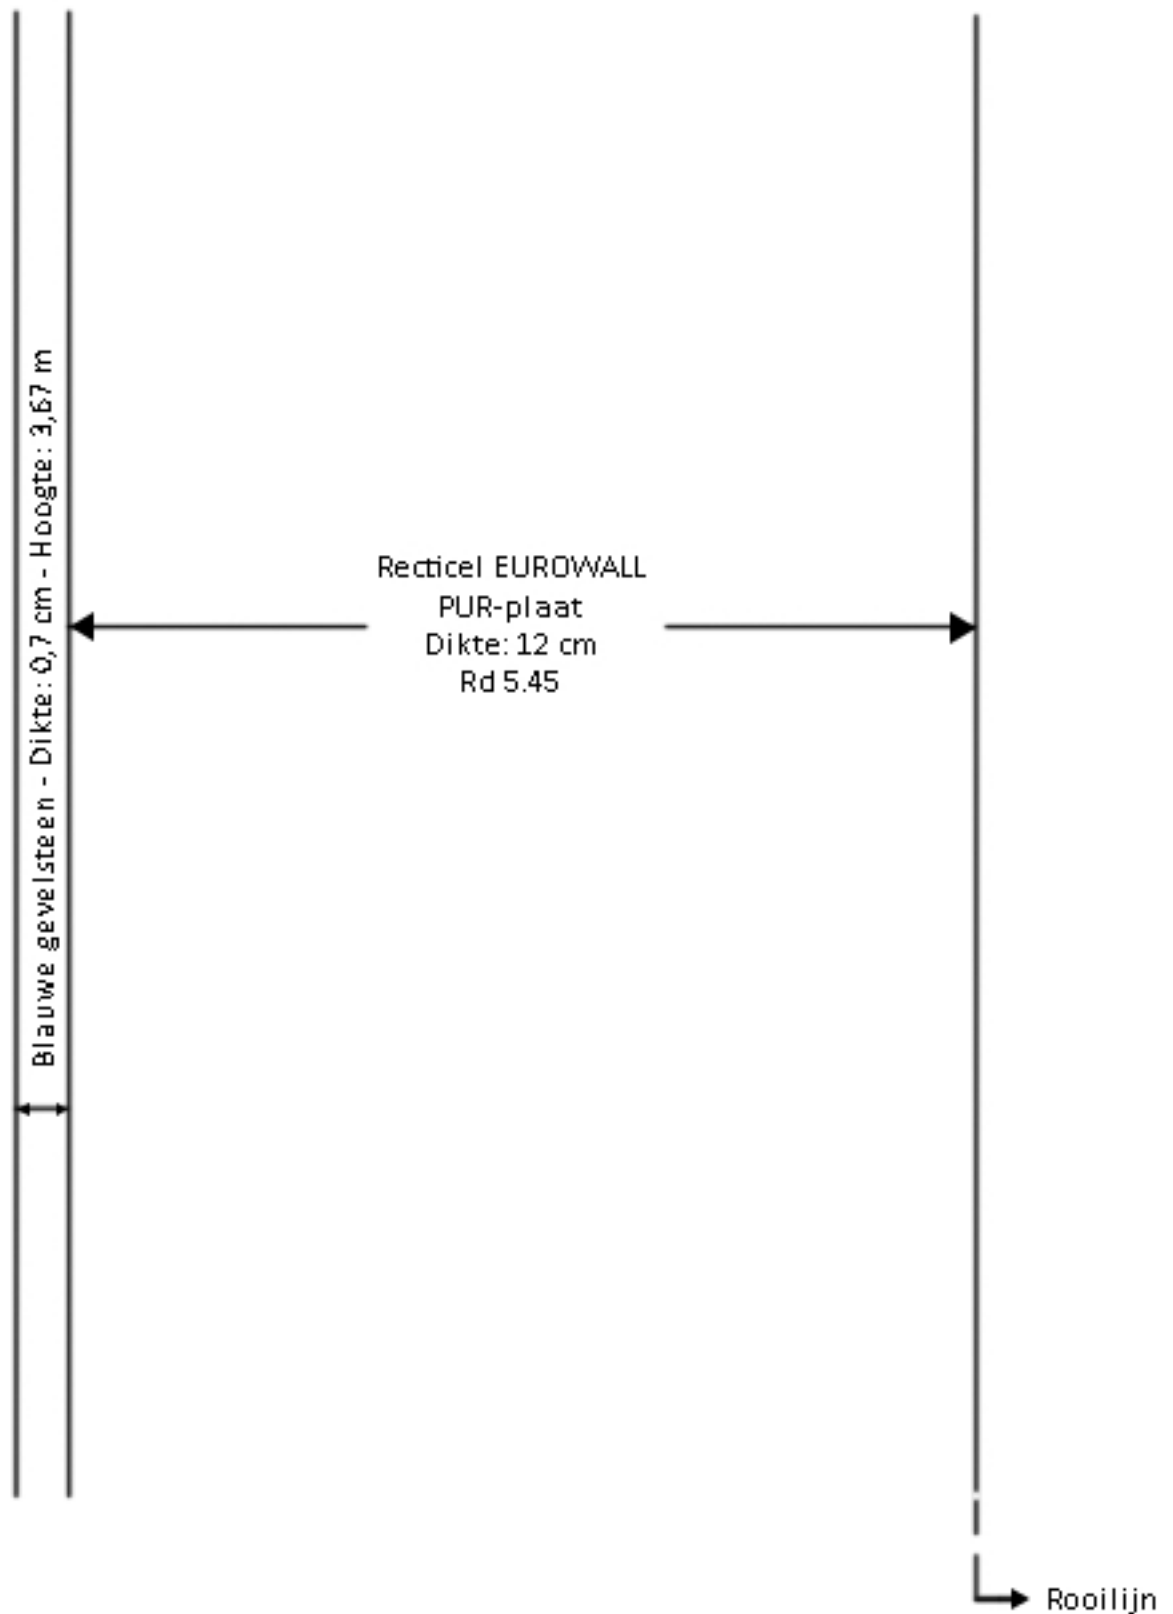 Blauwe gevelsteen - Dikte: 0,7 cm - Hoogte: 3,67 m
Recticel EUROWALL
PUR-plaat
Dikte: 12 cm
Rd 5.45
Rooilijn